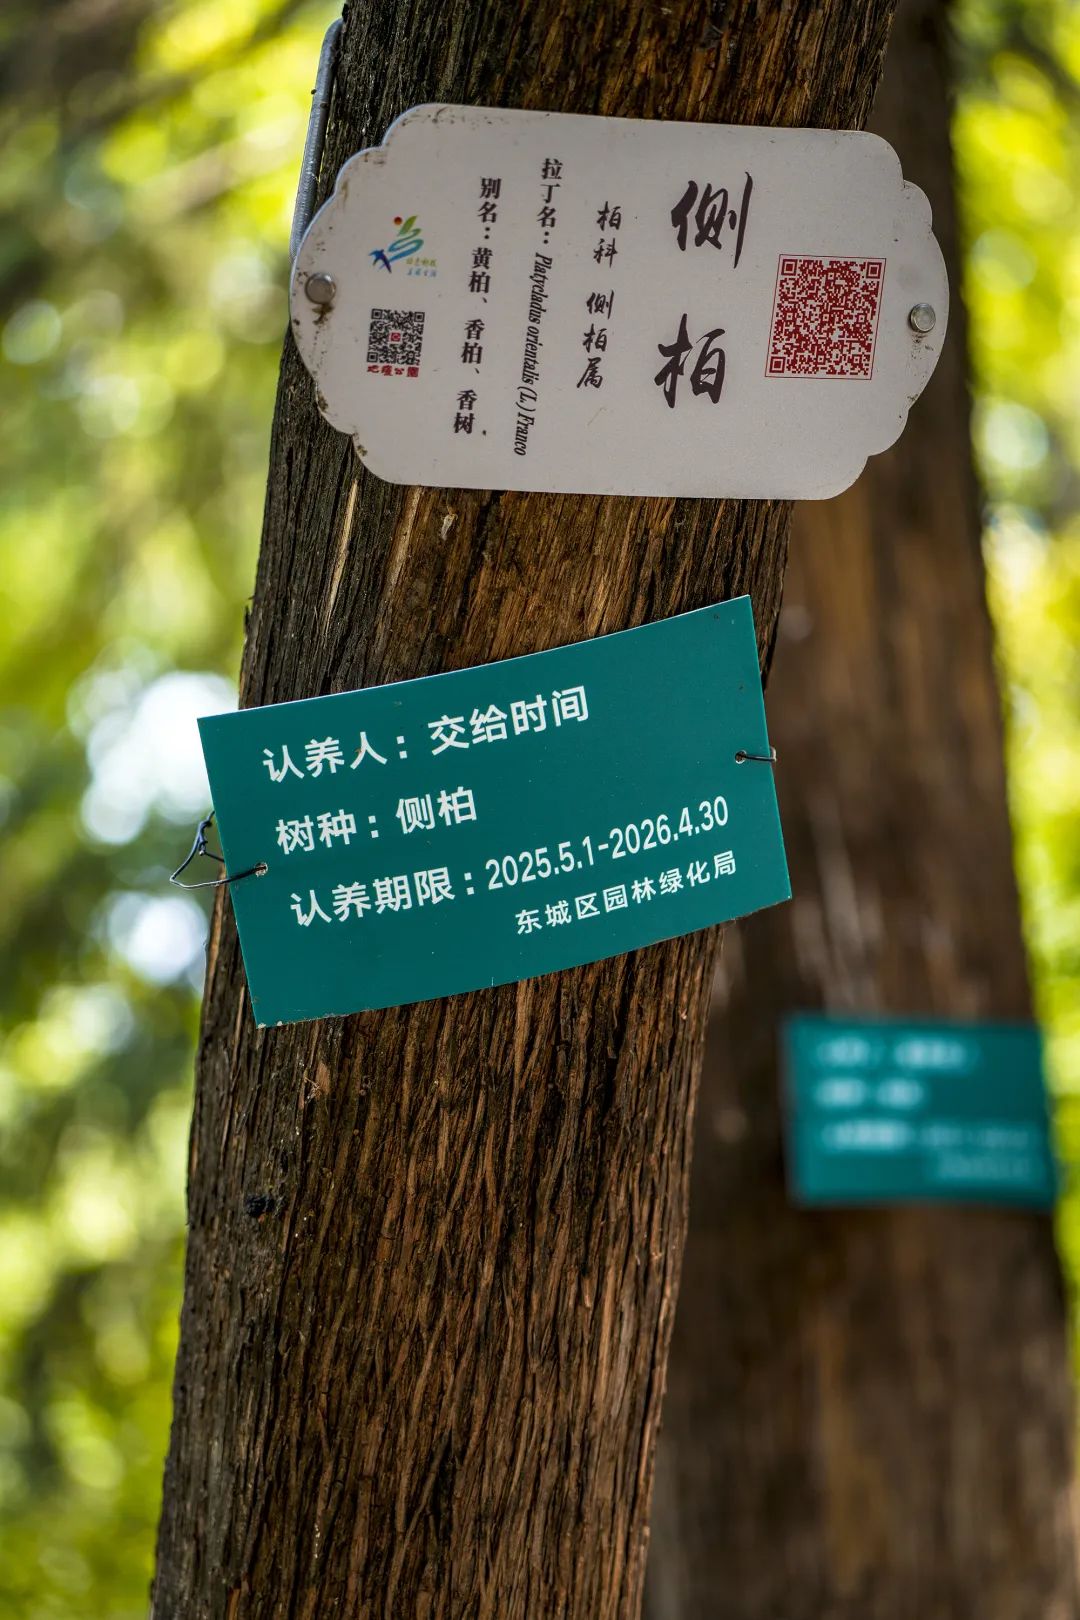 侧柏
柏科 侧柏属
拉丁名：Platycladus orientalis (L.) Franco
别名：黄柏、香柏、香树
地坛公园
认养人：交给时间
树种：侧柏
认养期限：2025.5.1-2026.4.30
东城区园林绿化局